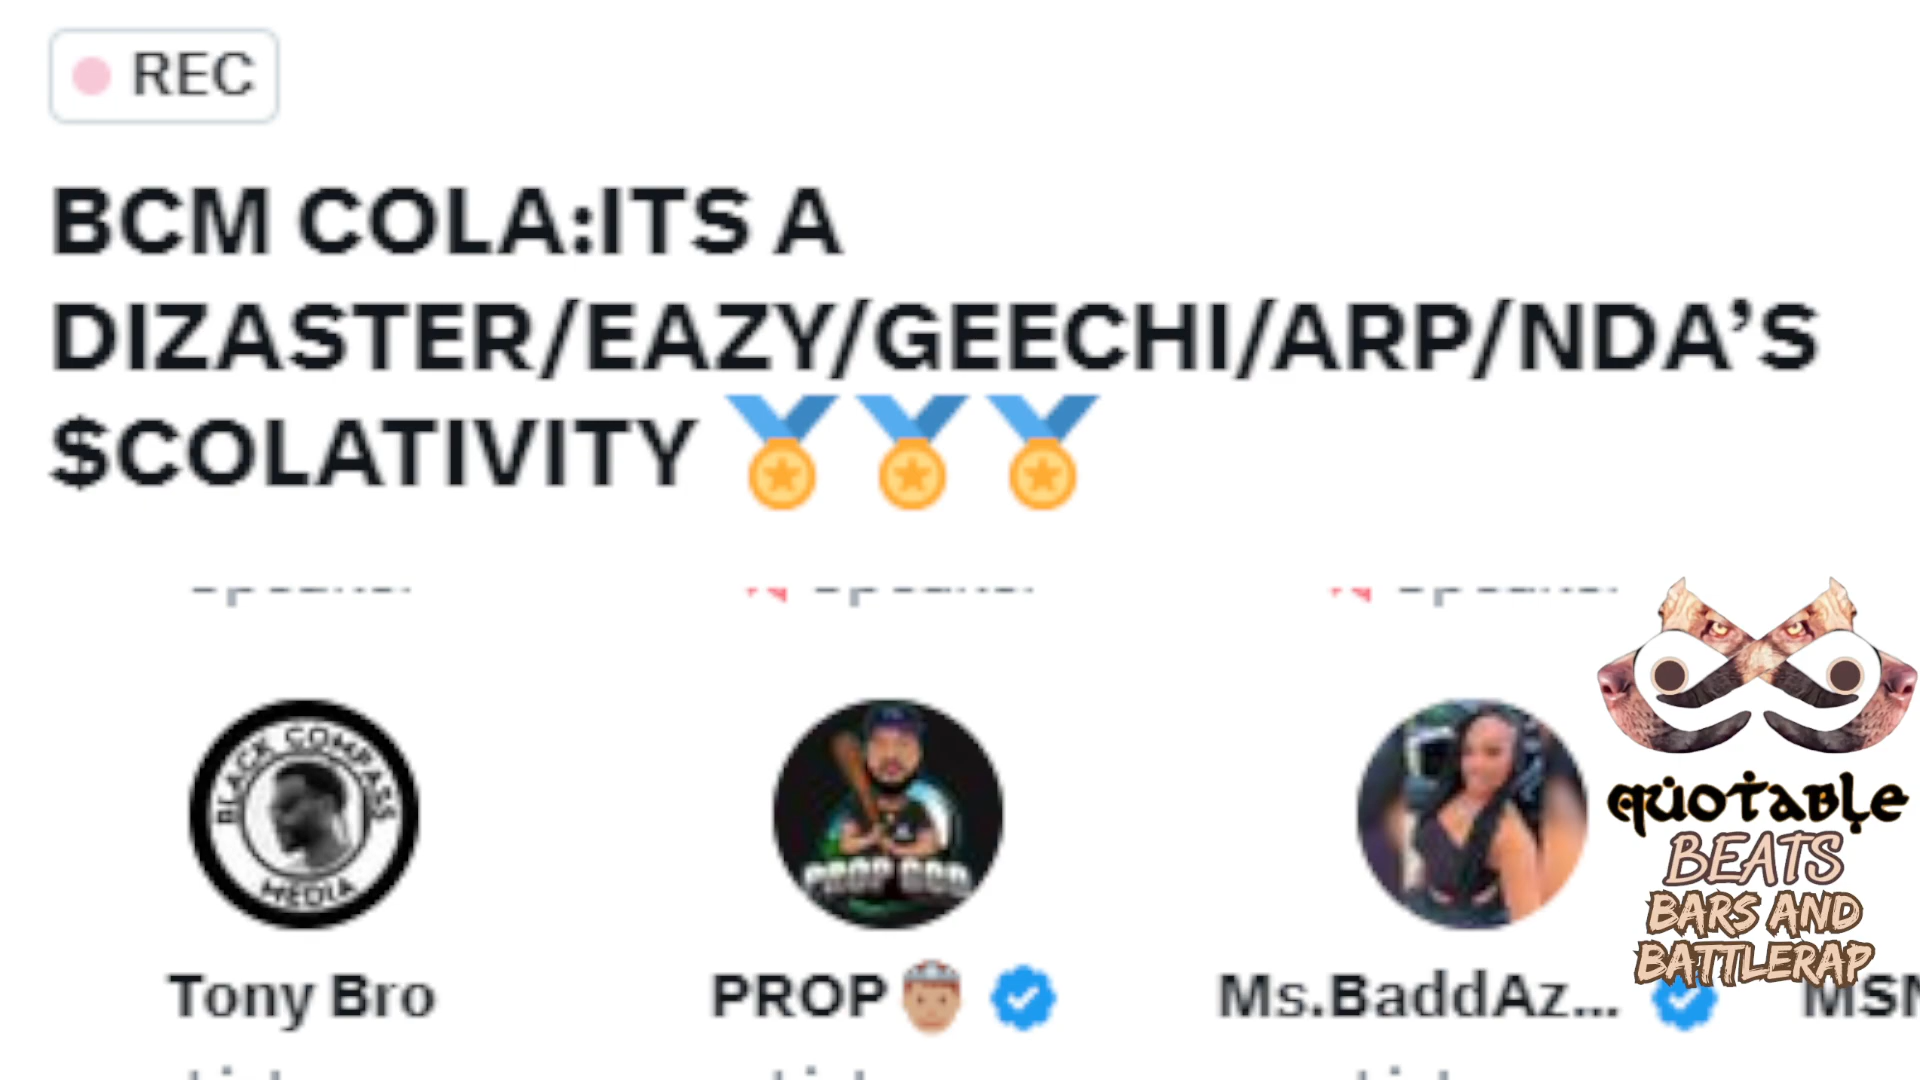 REC
BCM COLA:ITS A
DIZASTER/EAZY/GEECHI/ARP/NDA’S
$COLATIVITY 🏅🏅🏅
BLACK COMPASS
MEDIA
PROP GOD
quotable
BEATS
BARS AND
BATTLERAP
Tony Bro
PROP
Ms.BaddAz...